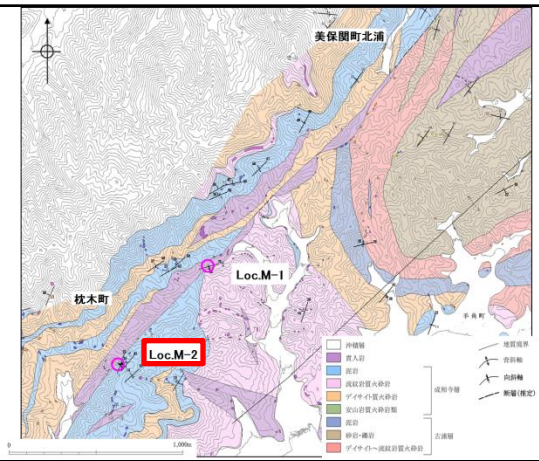 美保関町北浦
Loc.M-1
枕木町
Loc.M-2
手角町
0
1,000m
沖積層
貫入岩
泥岩
流紋岩質火砕岩
デイサイト質火砕岩
安山岩質火砕岩類
成相寺層
泥岩
砂岩・礫岩
デイサイト～流紋岩質火砕岩
古浦層
地質境界
背斜軸
向斜軸
断層(推定)